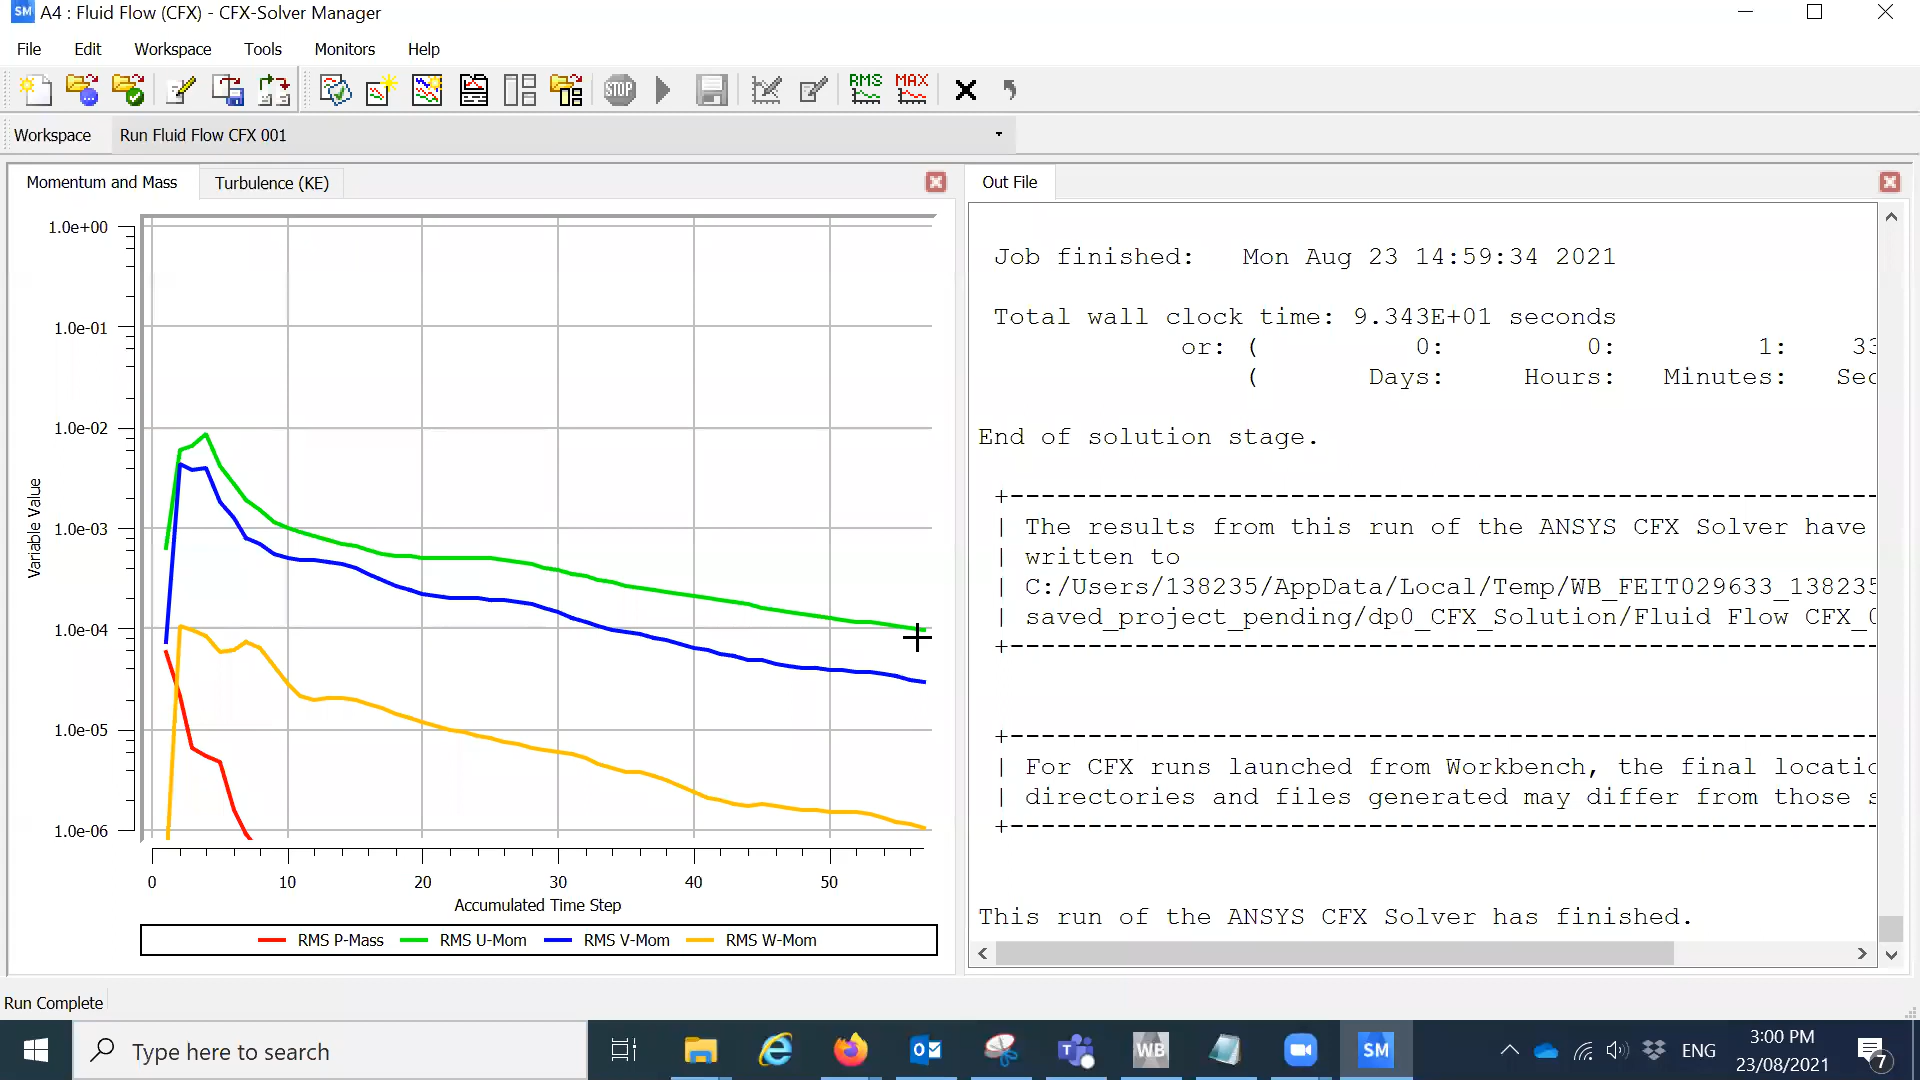 SM A4 : Fluid Flow (CFX) - CFX-Solver Manager
File Edit Workspace Tools Monitors Help
STOP RMS MAX
Workspace Run Fluid Flow CFX 001
Momentum and Mass Turbulence (KE)
1.0e+00
1.0e-01
1.0e-02
1.0e-03
1.0e-04
1.0e-05
1.0e-06
Variable Value
0 10 20 30 40 50
Accumulated Time Step
RMS P-Mass RMS U-Mom RMS V-Mom RMS W-Mom
Out File
Job finished: Mon Aug 23 14:59:34 2021
Total wall clock time: 9.343E+01 seconds
or: ( 0: 0: 1: 33
( Days: Hours: Minutes: Sec
End of solution stage.
+--------------------------------------------------------
| The results from this run of the ANSYS CFX Solver have
| written to
| C:/Users/138235/AppData/Local/Temp/WB_FEIT029633_138235
| saved_project_pending/dp0_CFX_Solution/Fluid Flow CFX_0
+--------------------------------------------------------
+--------------------------------------------------------
| For CFX runs launched from Workbench, the final locatio
| directories and files generated may differ from those s
+--------------------------------------------------------
This run of the ANSYS CFX Solver has finished.
Run Complete
Type here to search
WB
SM
ENG
3:00 PM
23/08/2021
7